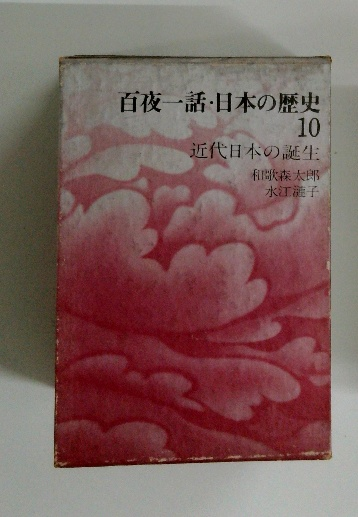 百夜一話·日本の歴史
10
近代日本の誕生
和歌森太郎
水江漣子